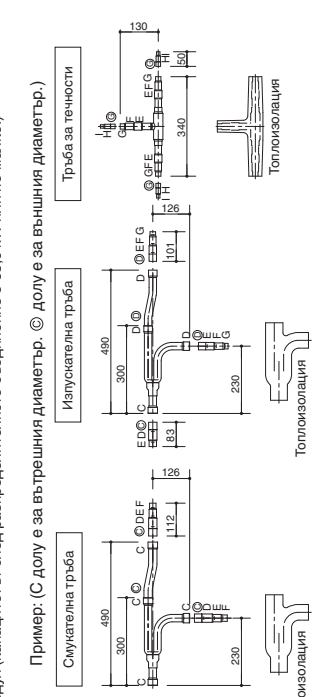 Пример: (C долу е за вътрешния диаметър. Ⓒ долу е за външния диаметър.)
Смукателна тръба
490
300
C
C Ⓒ
C
Ⓒ D E F
112
126
C
Ⓒ
D
E
F
230
Изпускателна тръба
490
300
E D Ⓒ
83
C
D Ⓒ
D
Ⓒ E F G
101
126
D
Ⓒ
E
F
G
230
Топлоизолация
Тръба за течности
130
I
H
Ⓒ
G
F
E
Ⓒ
I
H
G F E
E F G
Ⓒ
H
I
50
340
Топлоизолация